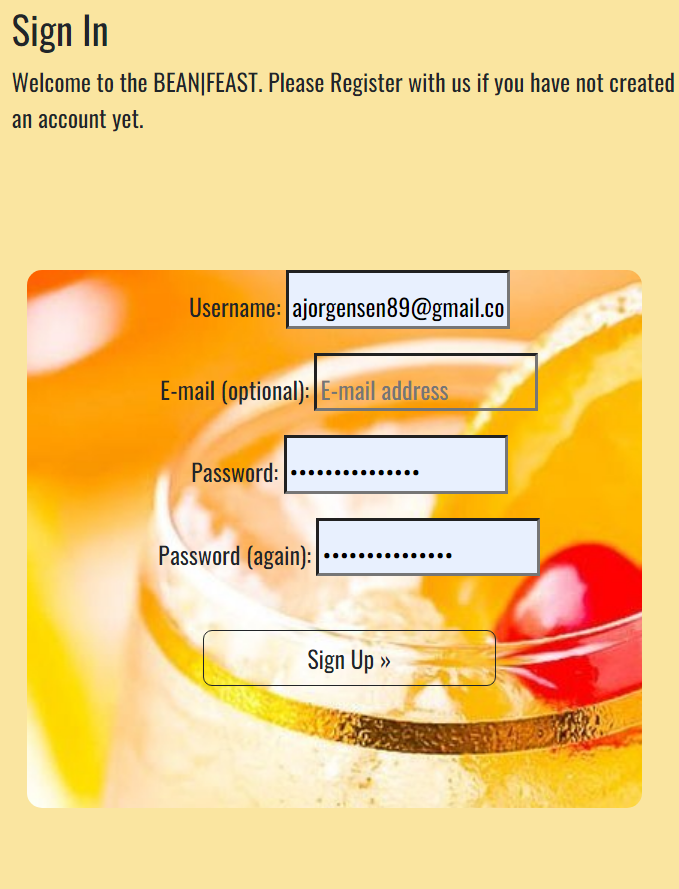 Sign In
Welcome to the BEAN|FEAST. Please Register with us if you have not created
an account yet.
Username: ajorgensen89@gmail.co
E-mail (optional): E-mail address
Password: •••••••••••••••
Password (again): •••••••••••••••
Sign Up »